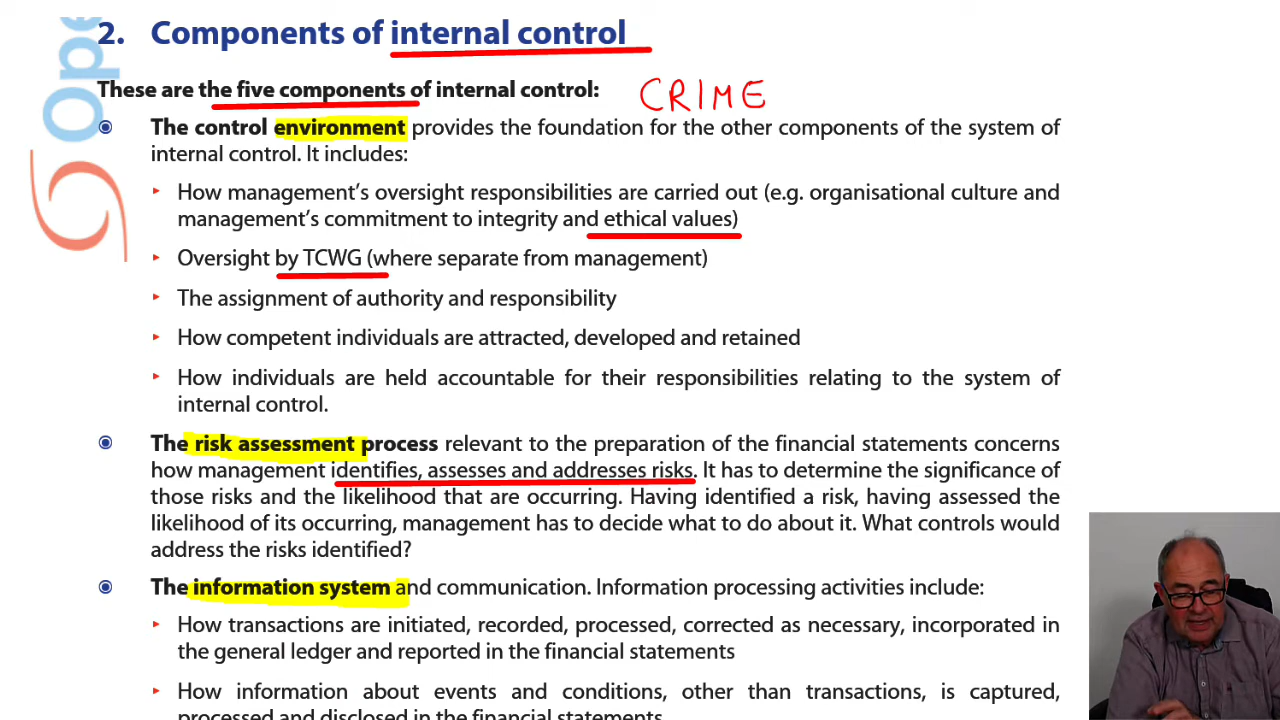 2. Components of internal control
These are the five components of internal control: CRIME
The control environment provides the foundation for the other components of the system of
internal control. It includes:
How management's oversight responsibilities are carried out (e.g. organisational culture and
management's commitment to integrity and ethical values)
Oversight by TCWG (where separate from management)
The assignment of authority and responsibility
How competent individuals are attracted, developed and retained
How individuals are held accountable for their responsibilities relating to the system of
internal control.
The risk assessment process relevant to the preparation of the financial statements concerns
how management identifies, assesses and addresses risks. It has to determine the significance of
those risks and the likelihood that are occurring. Having identified a risk, having assessed the
likelihood of its occurring, management has to decide what to do about it. What controls would
address the risks identified?
The information system and communication. Information processing activities include:
How transactions are initiated, recorded, processed, corrected as necessary, incorporated in
the general ledger and reported in the financial statements
How information about events and conditions, other than transactions, is captured,
processed and disclosed in the financial statements
Ope